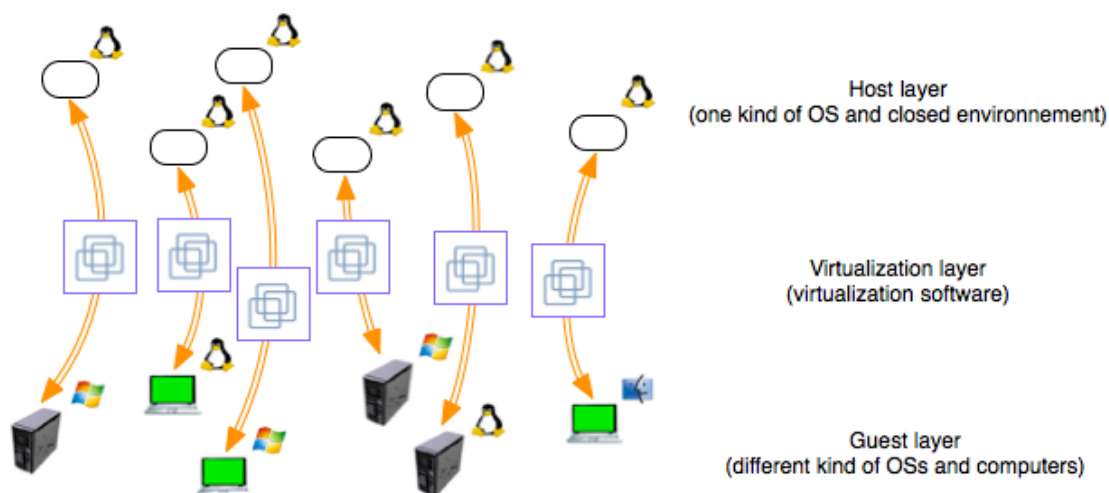 Host layer
(one kind of OS and closed environnement)
Virtualization layer
(virtualization software)
Guest layer
(different kind of OSs and computers)